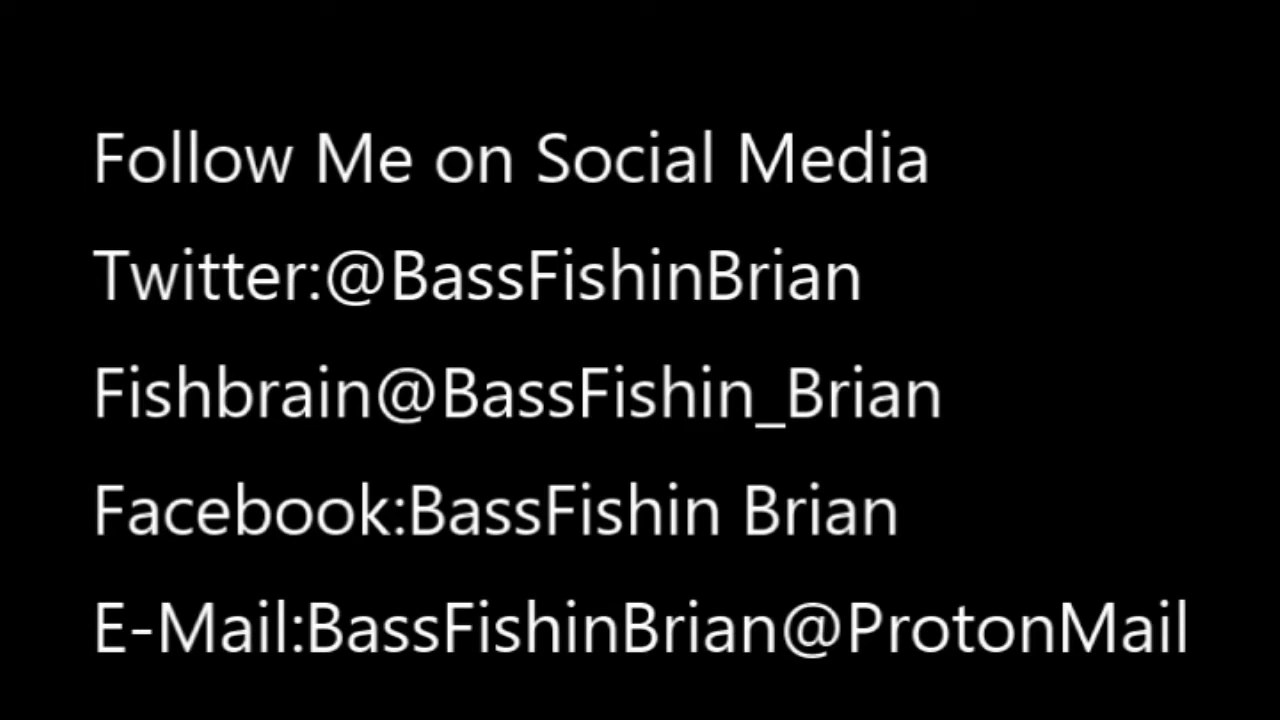 Follow Me on Social Media
Twitter:@BassFishinBrian
Fishbrain@BassFishin_Brian
Facebook:BassFishin Brian
E-Mail:BassFishinBrian@ProtonMail